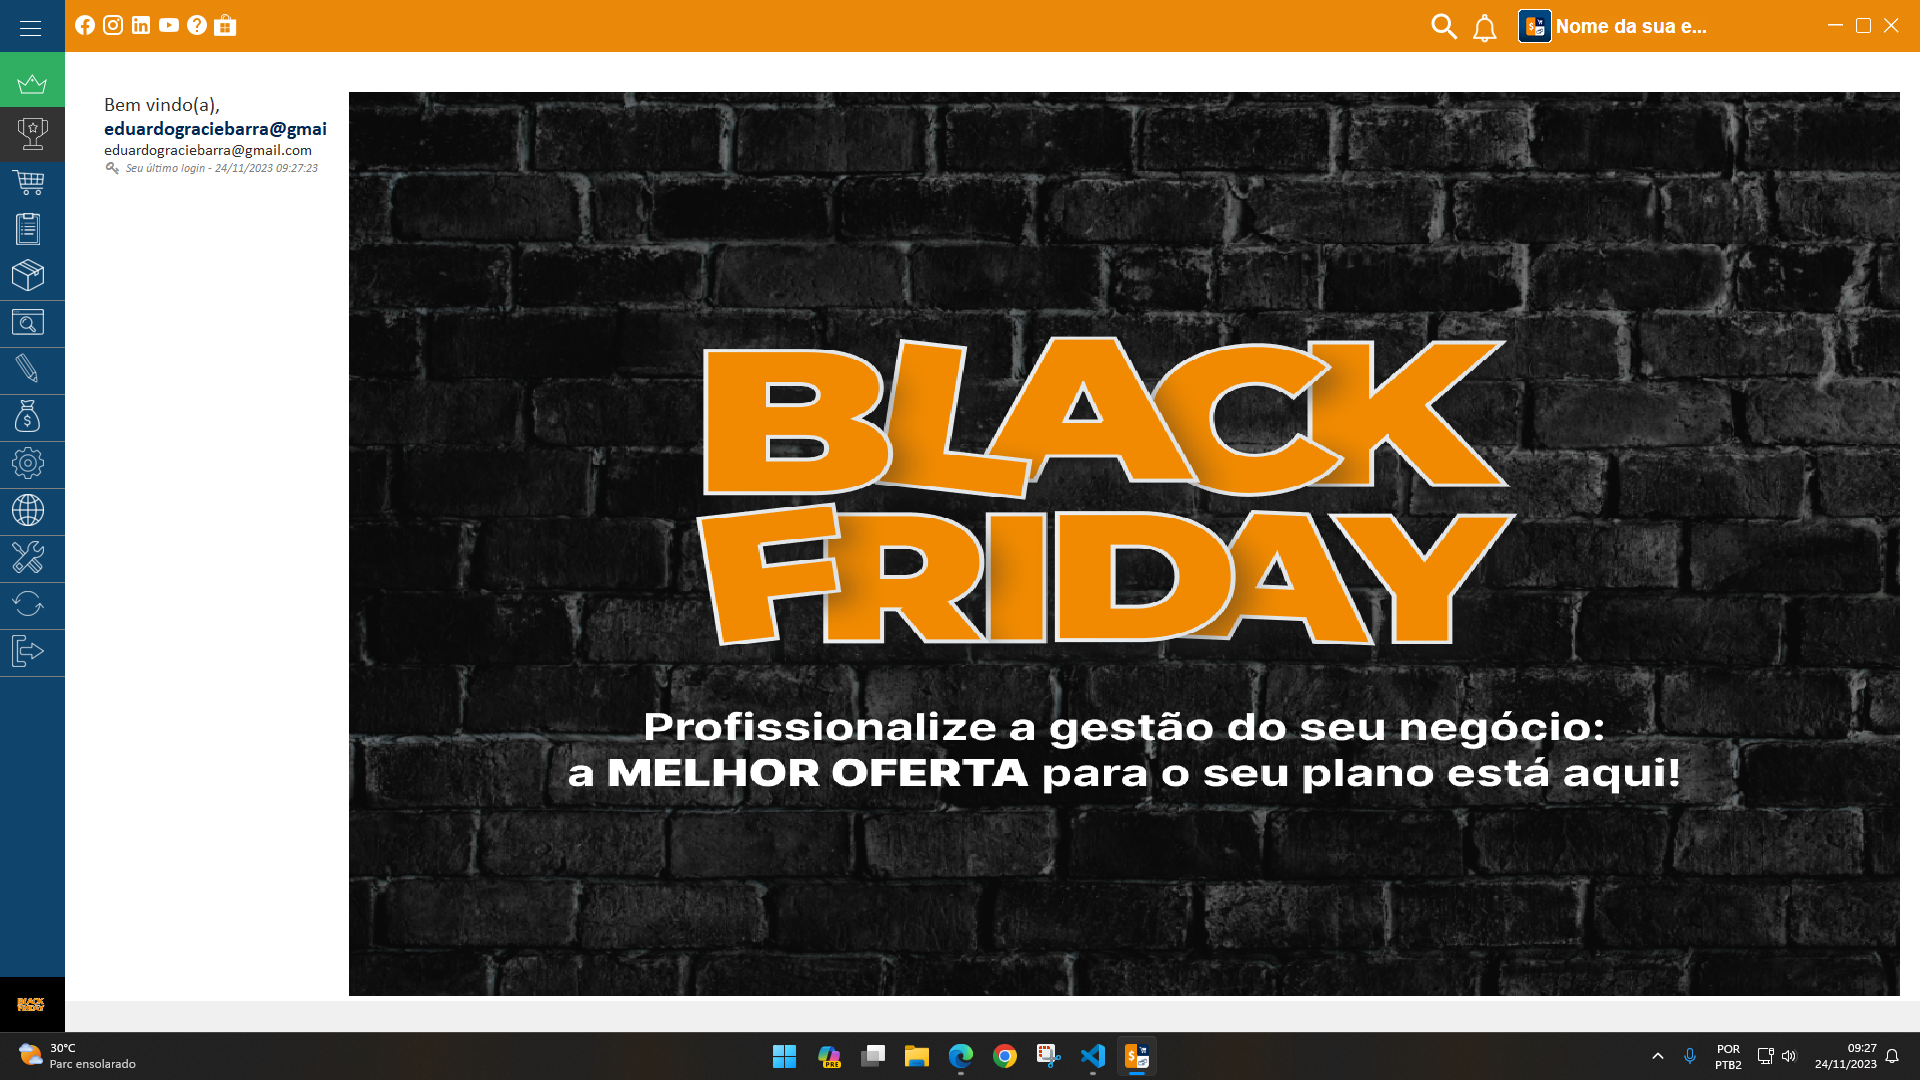 Nome da sua e...
Bem vindo(a),
eduardograciebarra@gmai
eduardograciebarra@gmail.com
Seu último login - 24/11/2023 09:27:23
BLACK
FRIDAY
Profissionalize a gestão do seu negócio:
a MELHOR OFERTA para o seu plano está aqui!
BLACK
FRIDAY
30°C
Parc ensolarado
PRE
POR
PTB2
09:27
24/11/2023